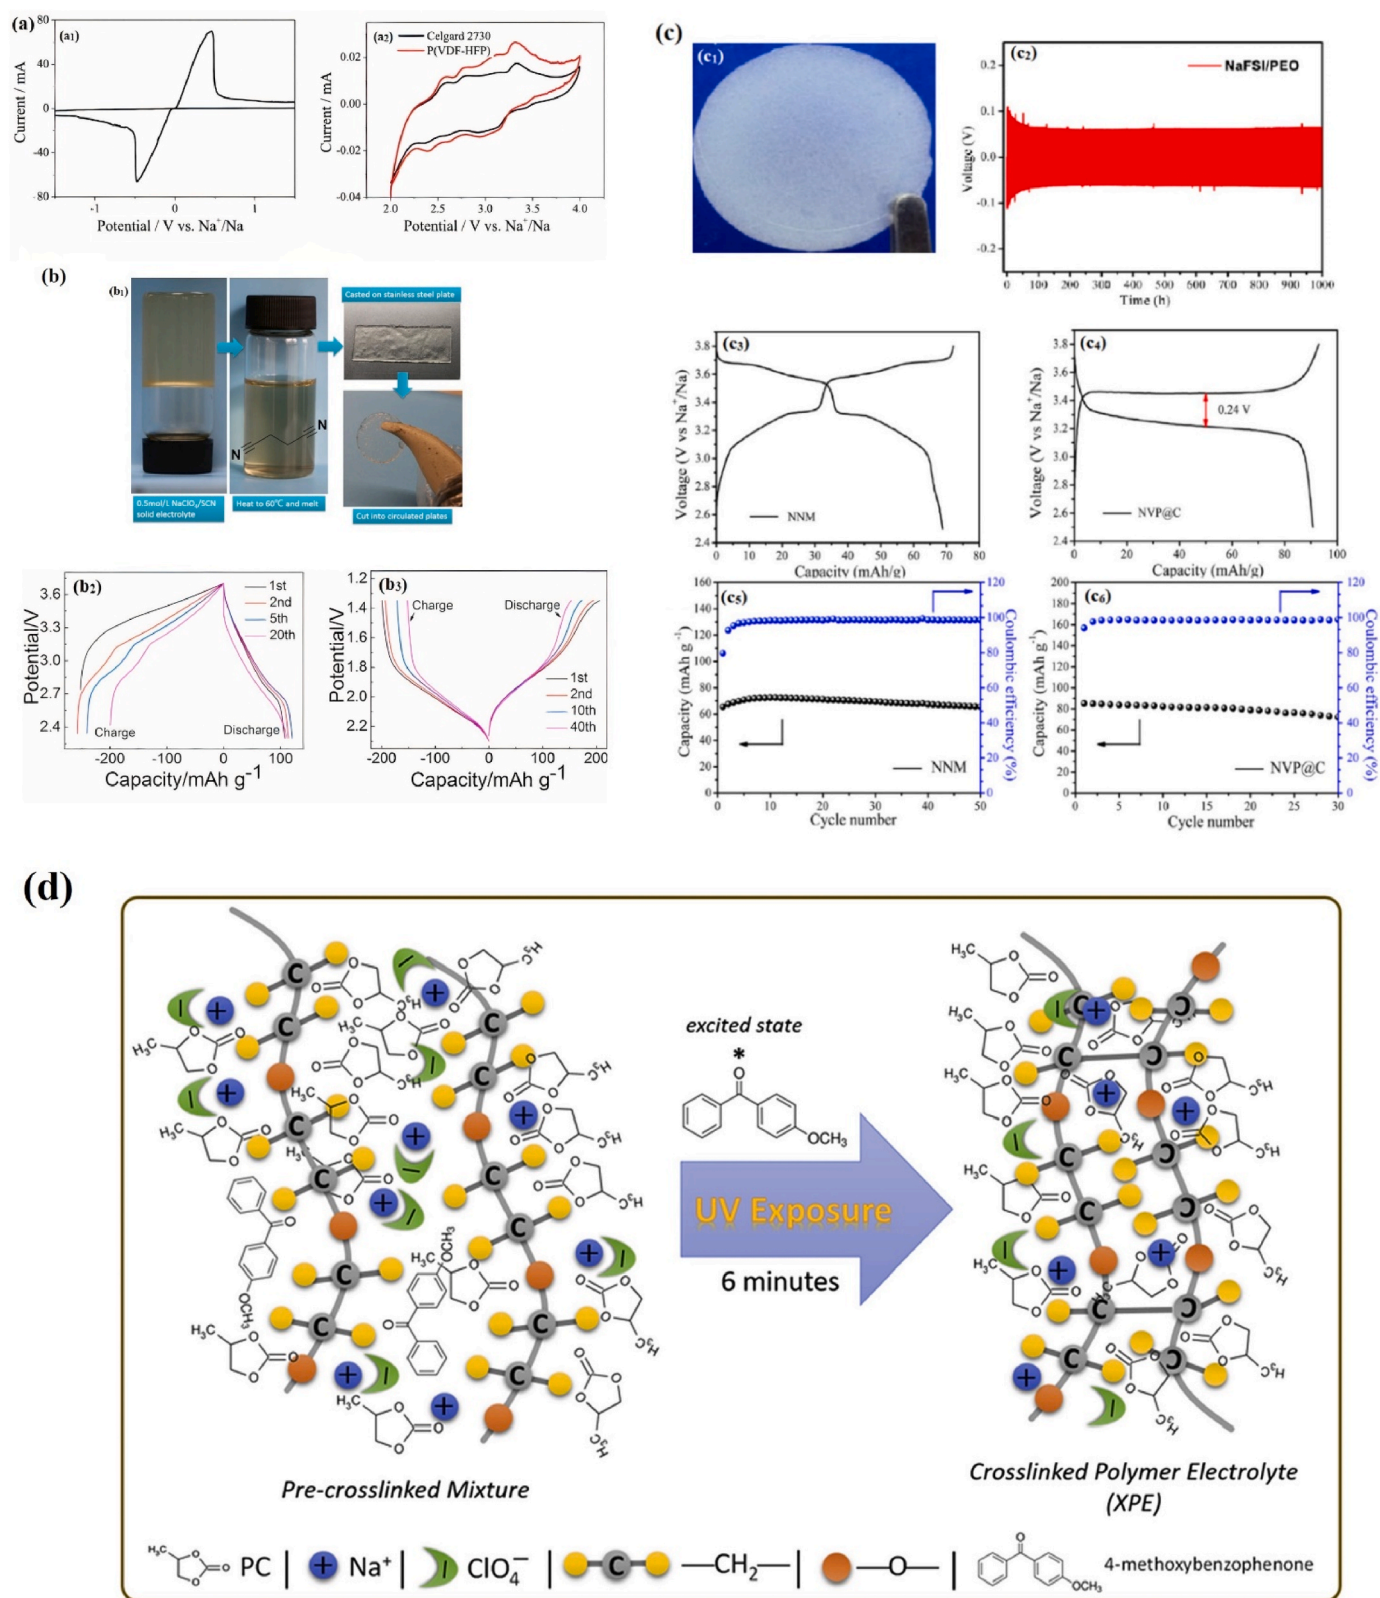 (a)
(a₁)
80
40
0
-40
-80
Current / mA
-1
0
1
Potential / V vs. Na⁺/Na
(a₂)
Celgard 2730
P(VDF-HFP)
0.02
0.00
-0.02
-0.04
Current / mA
2.0
2.5
3.0
3.5
4.0
Potential / V vs. Na⁺/Na
(b)
(b₁)
Casted on stainless steel plate
N
N
0.5mol/L NaClO₄/SCN
solid electrolyte
Heat to 60℃ and melt
Cut into circulated plates
(b₂)
1st
2nd
5th
20th
3.6
3.3
3.0
2.7
2.4
Potential/V
Charge
Discharge
-200
-100
0
100
Capacity/mAh g⁻¹
(b₃)
1.2
1.4
1.6
1.8
2.0
2.2
Potential/V
Charge
Discharge
1st
2nd
10th
40th
-200
-100
0
100
200
Capacity/mAh g⁻¹
(c)
(c₁)
(c₂)
NaFSI/PEO
0.2
0.1
0.0
-0.1
-0.2
Voltage (V)
0
100
200
300
400
500
600
700
800
900
1000
Time (h)
(c₃)
3.8
3.6
3.4
3.2
3.0
2.8
2.6
2.4
Voltage (V vs Na⁺/Na)
NNM
0
10
20
30
40
50
60
70
80
Capacity (mAh/g)
(c₄)
3.8
3.6
3.4
3.2
3.0
2.8
2.6
2.4
Voltage (V vs Na⁺/Na)
0.24 V
NVP@C
0
20
40
60
80
100
Capacity (mAh/g)
(c₅)
160
140
120
100
80
60
40
20
0
Capacity (mAh g⁻¹)
120
100
80
60
40
20
0
Coulombic efficiency (%)
NNM
0
10
20
30
40
50
Cycle number
(c₆)
200
180
160
140
120
100
80
60
40
20
0
Capacity (mAh g⁻¹)
120
100
80
60
40
20
0
Coulombic efficiency (%)
NVP@C
0
5
10
15
20
25
30
Cycle number
(d)
excited state
*
O
OCH₃
UV Exposure
6 minutes
Pre-crosslinked Mixture
Crosslinked Polymer Electrolyte
(XPE)
H₃C
O
PC
+
Na⁺
−
ClO₄⁻
C
—CH₂—
—O—
O
OCH₃
4-methoxybenzophenone